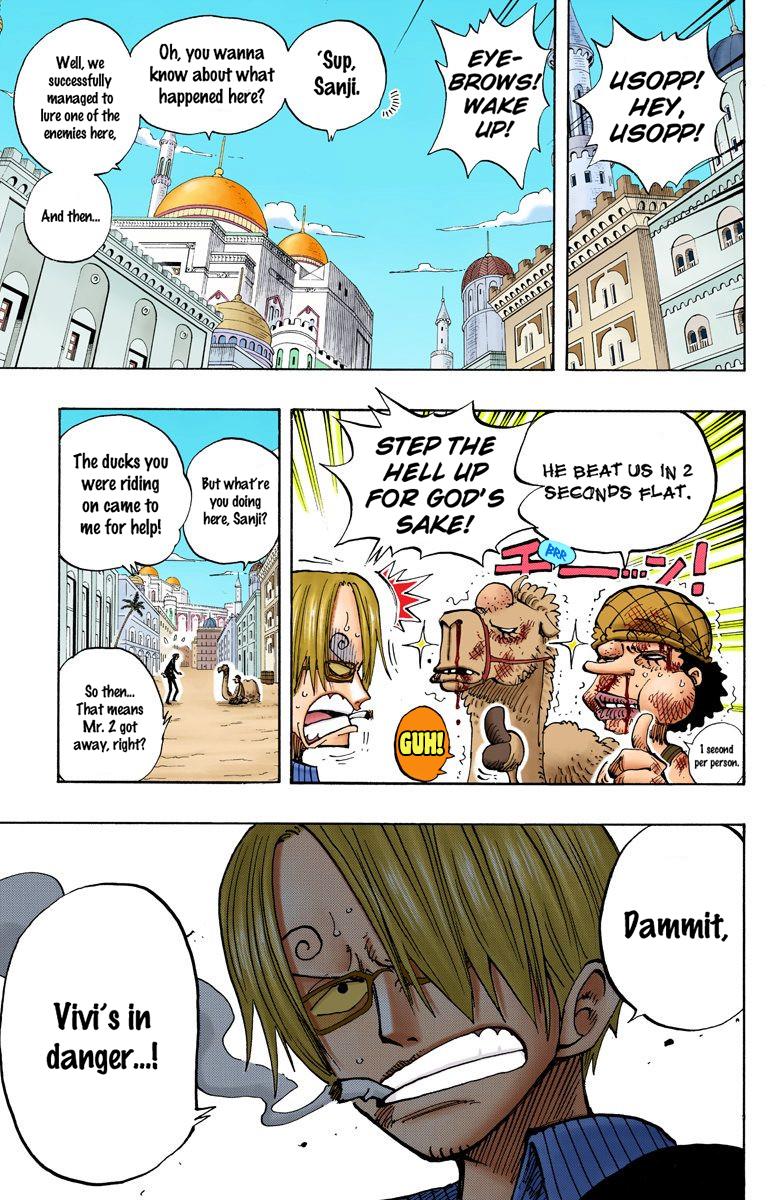 USOPP!
HEY,
USOPP!
EYE-
BROWS!
WAKE
UP!
'Sup,
Sanji.
Oh, you wanna
know about what
happened here?
Well, we
successfully
managed to
lure one of the
enemies here,
And then...
HE BEAT US IN 2
SECONDS FLAT.
チーン!
BRR
1 second
per person.
STEP THE
HELL UP
FOR GOD'S
SAKE!
GUH!
But what're
you doing
here, Sanji?
The ducks you
were riding
on came to
me for help!
So then...
That means
Mr. 2 got
away, right?
Dammit,
Vivi's in
danger...!